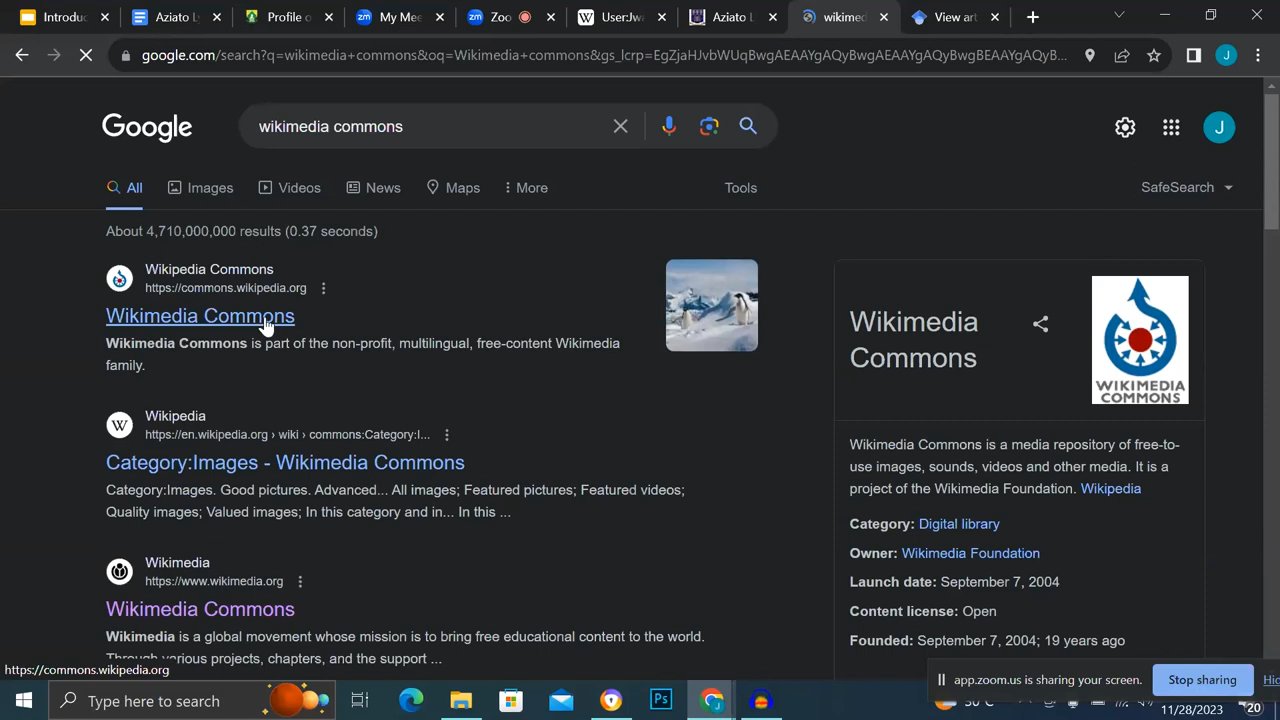 Introduc
Aziato Ly
Profile o
My Me
Zoo
User:Jw
Aziato L
wikimed
View art
google.com/search?q=wikimedia+commons&oq=Wikimedia+commons&gs_lcrp=EgZjaHJvbWUqBwgAEAAYgAQyBwgAEAAYgAQyBwgBEAAYgAQyBwgCEAAYgAQyBwgDEAAYgAQyBwg...
Google
wikimedia commons
J
All
Images
Videos
News
Maps
More
Tools
SafeSearch
About 4,710,000,000 results (0.37 seconds)
Wikipedia Commons
https://commons.wikipedia.org
Wikimedia Commons
Wikimedia Commons is part of the non-profit, multilingual, free-content Wikimedia
family.
W
Wikipedia
https://en.wikipedia.org › wiki › commons:Category:I...
Category:Images - Wikimedia Commons
Category:Images. Good pictures. Advanced... All images; Featured pictures; Featured videos;
Quality images; Valued images; In this category and in... In this ...
Wikimedia
https://www.wikimedia.org
Wikimedia Commons
Wikimedia is a global movement whose mission is to bring free educational content to the world.
Through various projects, chapters, and the support ...
Wikimedia
Commons
WIKIMEDIA
COMMONS
Wikimedia Commons is a media repository of free-to-
use images, sounds, videos and other media. It is a
project of the Wikimedia Foundation. Wikipedia
Category: Digital library
Owner: Wikimedia Foundation
Launch date: September 7, 2004
Content license: Open
Founded: September 7, 2004; 19 years ago
https://commons.wikipedia.org
app.zoom.us is sharing your screen.
Stop sharing
Hid
Type here to search
Ps
11/28/2023
20